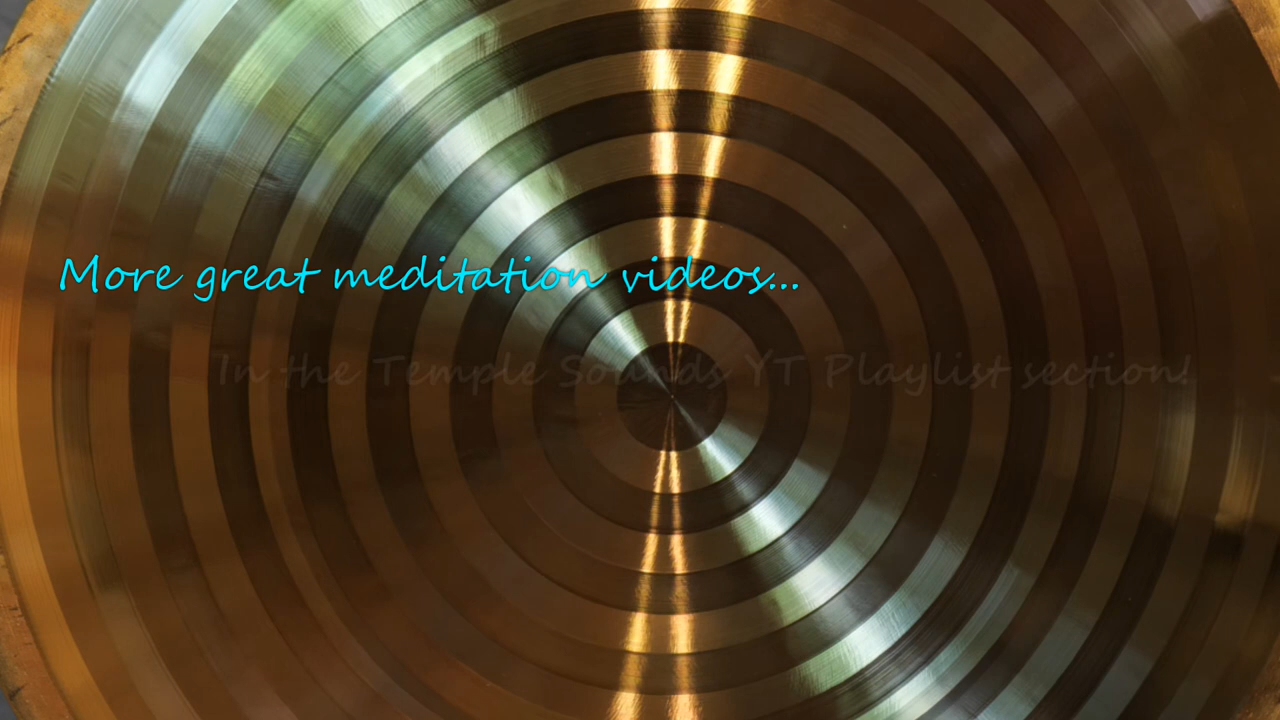 More great meditation videos...
In the Temple Sounds YT Playlist section!